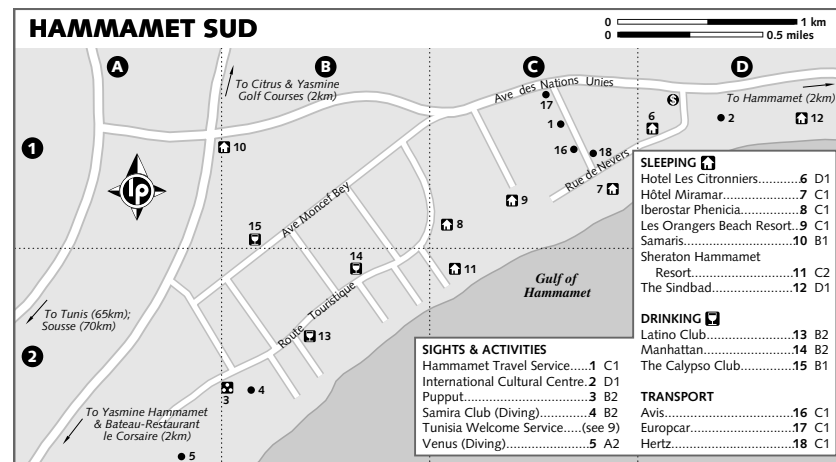 HAMMAMET SUD
0 1 km
0 0.5 miles
A
B
C
D
1
2
To Citrus & Yasmine
Golf Courses (2km)
Ave des Nations Unies
To Hammamet (2km)
17
1
16
18
6
2
12
10
Rue de Nevers
7
9
8
15
Ave Moncef Bey
14
11
Gulf of
Hammamet
lp
To Tunis (65km);
Sousse (70km)
Route Touristique
13
3
4
To Yasmine Hammamet
& Bateau-Restaurant
le Corsaire (2km)
5
SIGHTS & ACTIVITIES
Hammamet Travel Service.....1 C1
International Cultural Centre.2 D1
Pupput.....3 B2
Samira Club (Diving).....4 B2
Tunisia Welcome Service.....(see 9)
Venus (Diving).....5 A2
SLEEPING
Hotel Les Citronniers.....6 D1
Hôtel Miramar.....7 C1
Iberostar Phenicia.....8 C1
Les Orangers Beach Resort..9 C1
Samaris.....10 B1
Sheraton Hammamet
Resort.....11 C2
The Sindbad.....12 D1
DRINKING
Latino Club.....13 B2
Manhattan.....14 B2
The Calypso Club.....15 B1
TRANSPORT
Avis.....16 C1
Europcar.....17 C1
Hertz.....18 C1